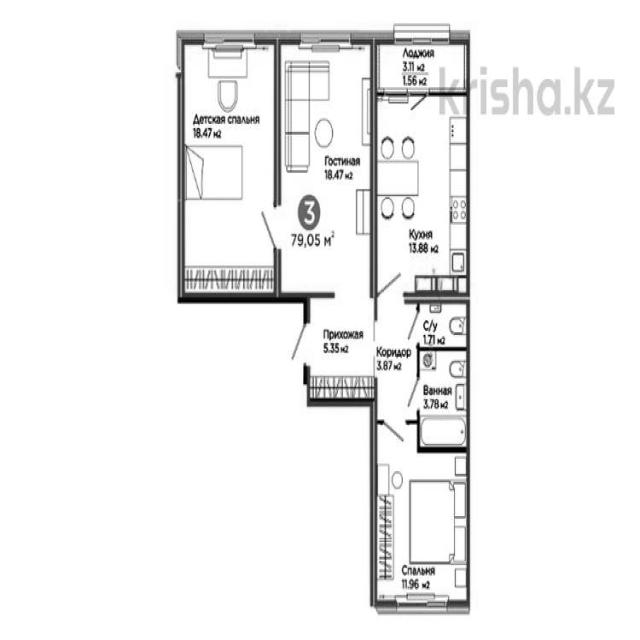 Лоджия
3.11 м2
1.56 м2
krisha.kz
Детская спальня
18.47 м2
Гостиная
18.47 м2
3
79,05 м2
Кухня
13.88 м2
Прихожая
5.35 м2
Коридор
3.87 м2
С/у
1.71 м2
Ванная
3.78 м2
Спальня
11.96 м2